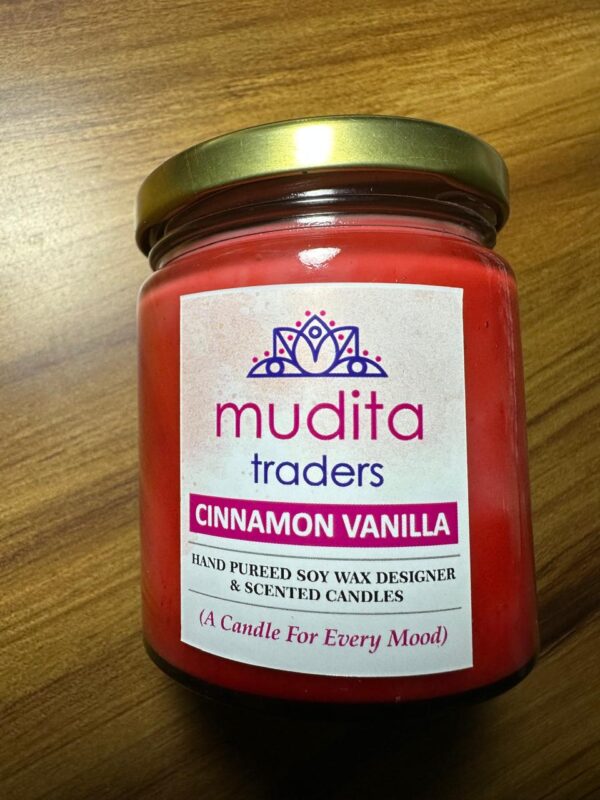 mudita
traders
CINNAMON VANILLA
HAND PUREED SOY WAX DESIGNER
& SCENTED CANDLES
(A Candle For Every Mood)